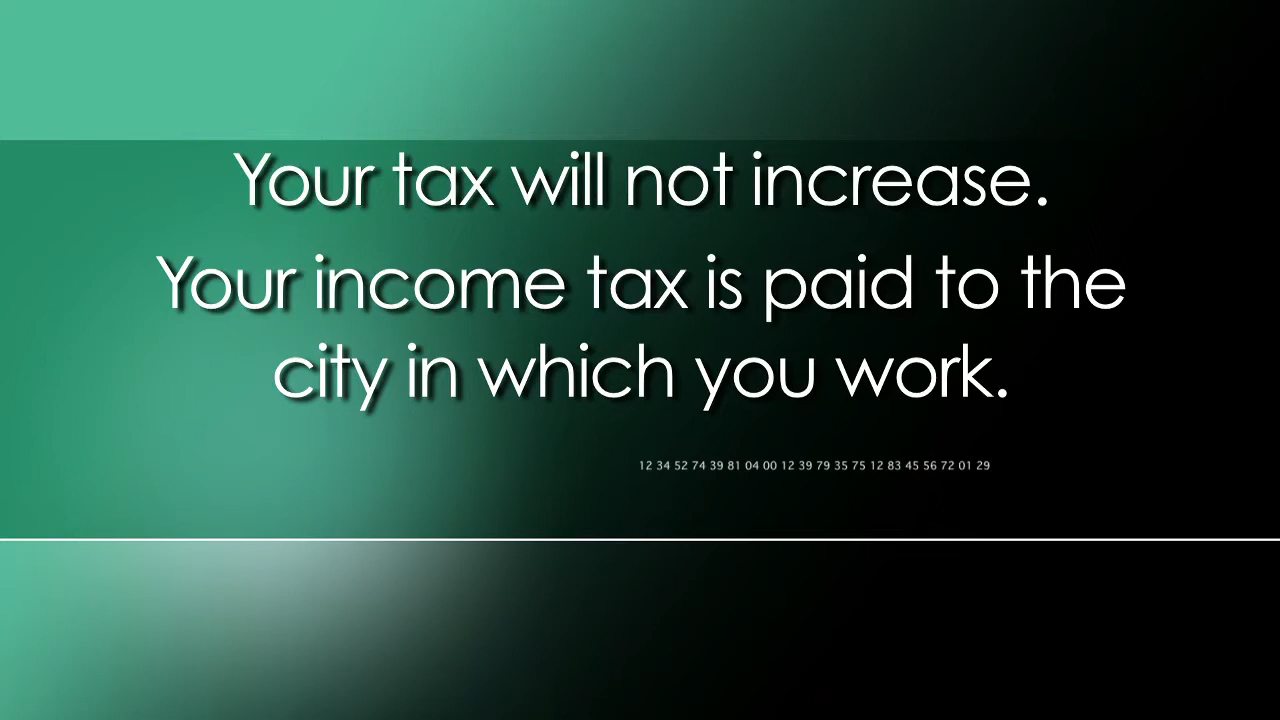 Your tax will not increase.
Your income tax is paid to the
city in which you work.
12 34 52 74 39 81 04 00 12 39 79 35 75 12 83 45 56 72 01 29